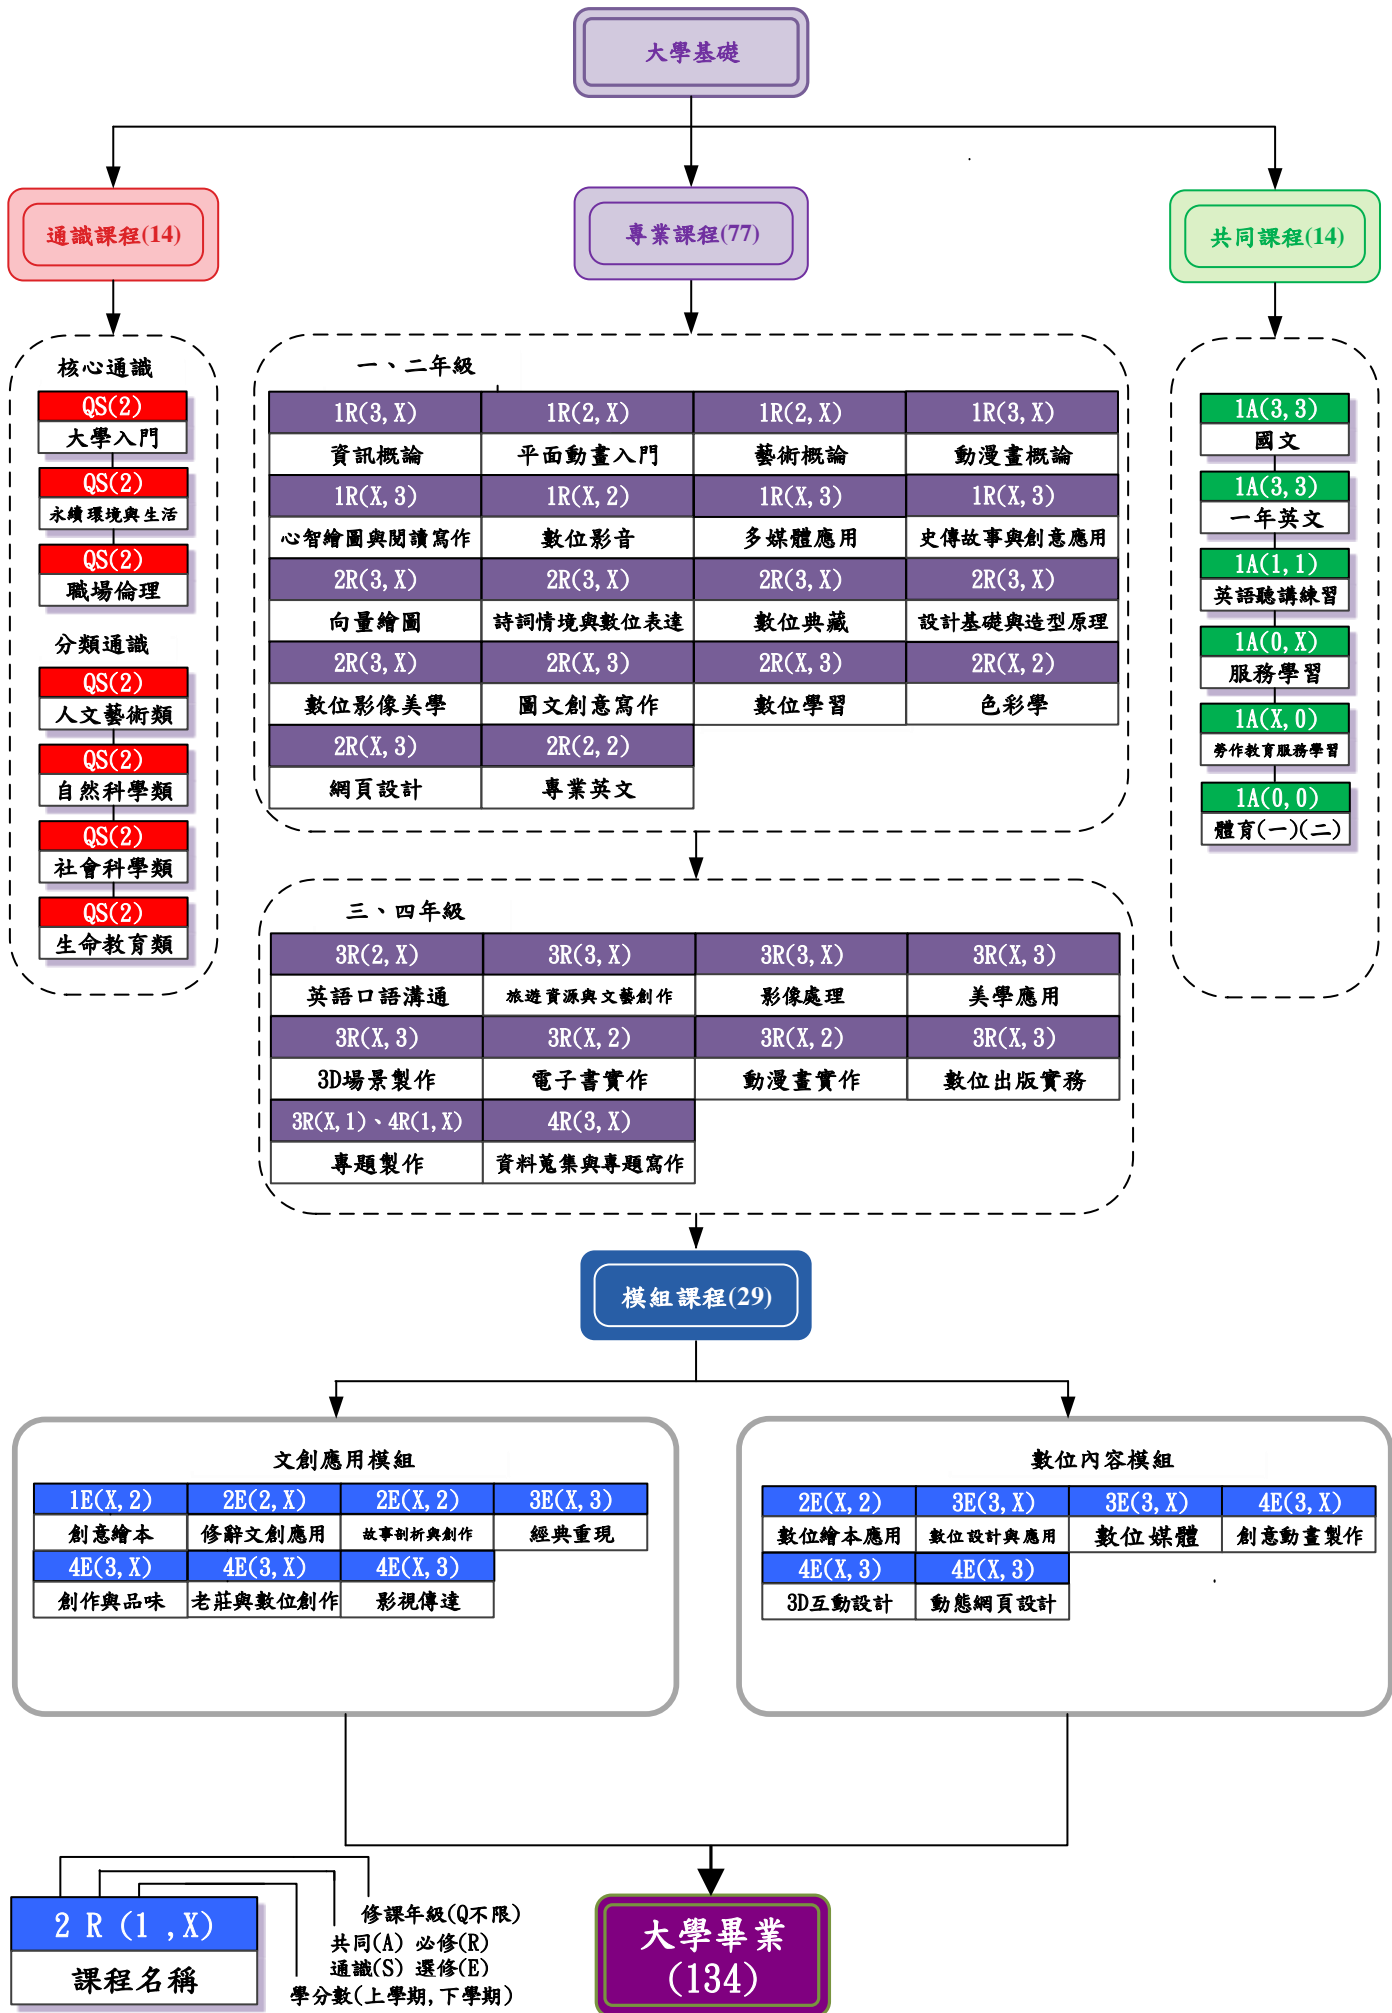 大學基礎
通識課程(14)
專業課程(77)
共同課程(14)
核心通識
QS(2)
大學入門
QS(2)
永續環境與生活
QS(2)
職場倫理
分類通識
QS(2)
人文藝術類
QS(2)
自然科學類
QS(2)
社會科學類
QS(2)
生命教育類
一、二年級
1R(3,X) 1R(2,X) 1R(2,X) 1R(3,X)
資訊概論 平面動畫入門 藝術概論 動漫畫概論
1R(X,3) 1R(X,2) 1R(X,3) 1R(X,3)
心智繪圖與閱讀寫作 數位影音 多媒體應用 史傳故事與創意應用
2R(3,X) 2R(3,X) 2R(3,X) 2R(3,X)
向量繪圖 詩詞情境與數位表達 數位典藏 設計基礎與造型原理
2R(3,X) 2R(X,3) 2R(X,3) 2R(X,2)
數位影像美學 圖文創意寫作 數位學習 色彩學
2R(X,3) 2R(2,2)
網頁設計 專業英文
1A(3,3)
國文
1A(3,3)
一年英文
1A(1,1)
英語聽講練習
1A(0,X)
服務學習
1A(X,0)
勞作教育服務學習
1A(0,0)
體育(一)(二)
三、四年級
3R(2,X) 3R(3,X) 3R(3,X) 3R(X,3)
英語口語溝通 旅遊資源與文藝創作 影像處理 美學應用
3R(X,3) 3R(X,2) 3R(X,2) 3R(X,3)
3D場景製作 電子書實作 動漫畫實作 數位出版實務
3R(X,1)、4R(1,X) 4R(3,X)
專題製作 資料蒐集與專題寫作
模組課程(29)
文創應用模組
1E(X,2) 2E(2,X) 2E(X,2) 3E(X,3)
創意繪本 修辭文創應用 故事剖析與創作 經典重現
4E(3,X) 4E(3,X) 4E(X,3)
創作與品味 老莊與數位創作 影視傳達
數位內容模組
2E(X,2) 3E(3,X) 3E(3,X) 4E(3,X)
數位繪本應用 數位設計與應用 數位媒體 創意動畫製作
4E(X,3) 4E(X,3)
3D互動設計 動態網頁設計
2 R (1 ,X)
課程名稱
修課年級(Q不限)
共同(A) 必修(R)
通識(S) 選修(E)
學分數(上學期,下學期)
大學畢業
(134)